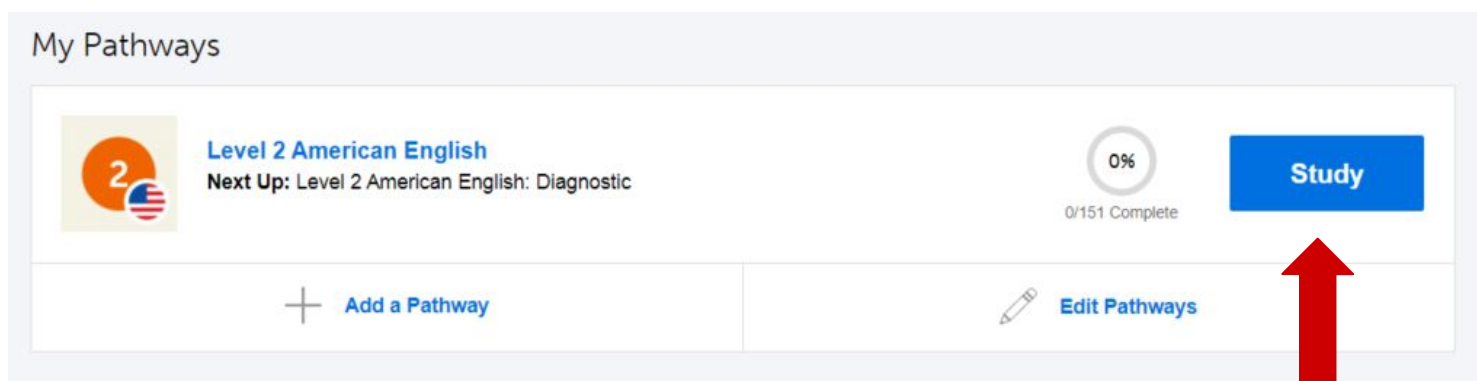 My Pathways
2
Level 2 American English
Next Up: Level 2 American English: Diagnostic
0%
0/151 Complete
Study
Add a Pathway
Edit Pathways